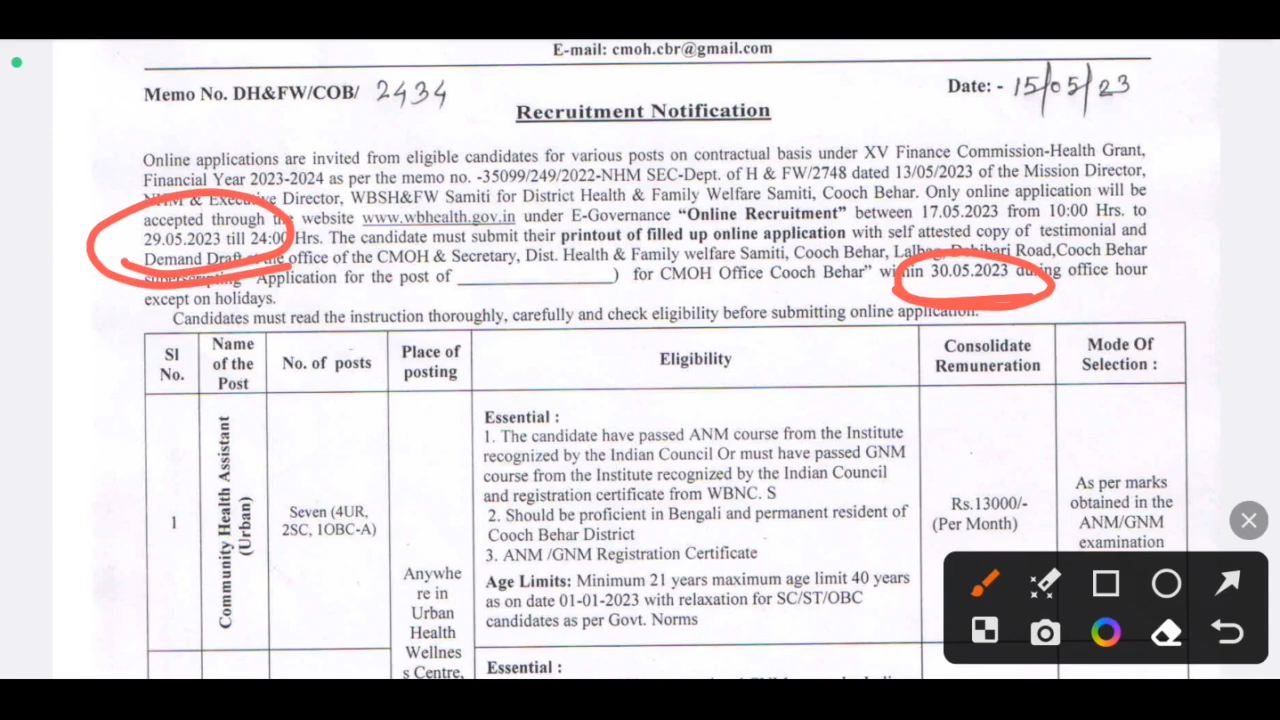 E-mail: cmoh.cbr@gmail.com
Memo No. DH&FW/COB/ 2434
Date: - 15/05/23
Recruitment Notification
Online applications are invited from eligible candidates for various posts on contractual basis under XV Finance Commission-Health Grant,
Financial Year 2023-2024 as per the memo no. -35099/249/2022-NHM SEC-Dept. of H & FW/2748 dated 13/05/2023 of the Mission Director,
NHM & Executive Director, WBSH&FW Samiti for District Health & Family Welfare Samiti, Cooch Behar. Only online application will be
accepted through the website www.wbhealth.gov.in under E-Governance “Online Recruitment” between 17.05.2023 from 10:00 Hrs. to
29.05.2023 till 24:00 Hrs. The candidate must submit their printout of filled up online application with self attested copy of testimonial and
Demand Draft at the office of the CMOH & Secretary, Dist. Health & Family welfare Samiti, Cooch Behar, Lalbag, Debibari Road,Cooch Behar
superscripting “Application for the post of ____________________) for CMOH Office Cooch Behar” within 30.05.2023 during office hour
except on holidays.
Candidates must read the instruction thoroughly, carefully and check eligibility before submitting online application.
Sl No.
Name of the Post
No. of posts
Place of posting
Eligibility
Consolidate Remuneration
Mode Of Selection :
1
Community Health Assistant
(Urban)
Seven (4UR,
2SC, 1OBC-A)
Anywhe
re in
Urban
Health
Wellnes
s Centre,
Essential :
1. The candidate have passed ANM course from the Institute
recognized by the Indian Council Or must have passed GNM
course from the Institute recognized by the Indian Council
and registration certificate from WBNC. S
2. Should be proficient in Bengali and permanent resident of
Cooch Behar District
3. ANM /GNM Registration Certificate
Age Limits: Minimum 21 years maximum age limit 40 years
as on date 01-01-2023 with relaxation for SC/ST/OBC
candidates as per Govt. Norms
Rs.13000/-
(Per Month)
As per marks
obtained in the
ANM/GNM
examination
Essential :